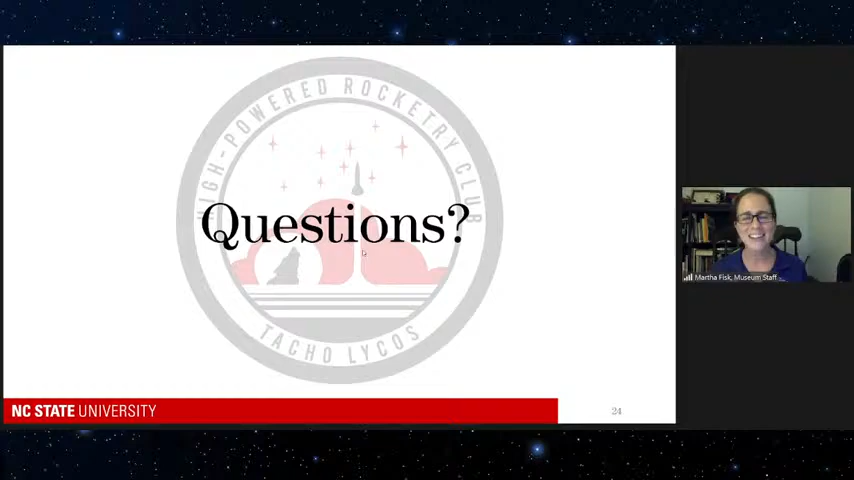 HIGH-POWERED ROCKETRY CLUB
Questions?
TACHO LYCOS
NC STATE UNIVERSITY
24
Martha Fisk, Museum Staff